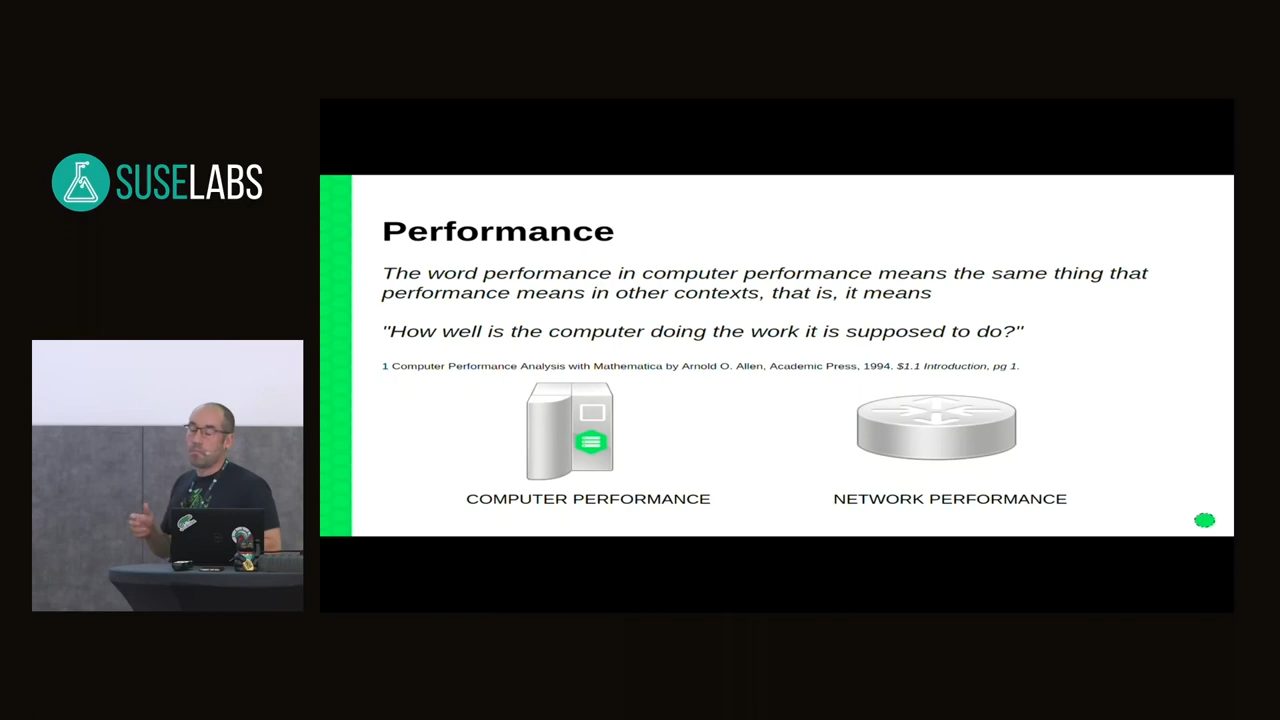 SUSELABS
Performance
The word performance in computer performance means the same thing that
performance means in other contexts, that is, it means
"How well is the computer doing the work it is supposed to do?"
1 Computer Performance Analysis with Mathematica by Arnold O. Allen, Academic Press, 1994. $1.1 Introduction, pg 1.
COMPUTER PERFORMANCE
NETWORK PERFORMANCE